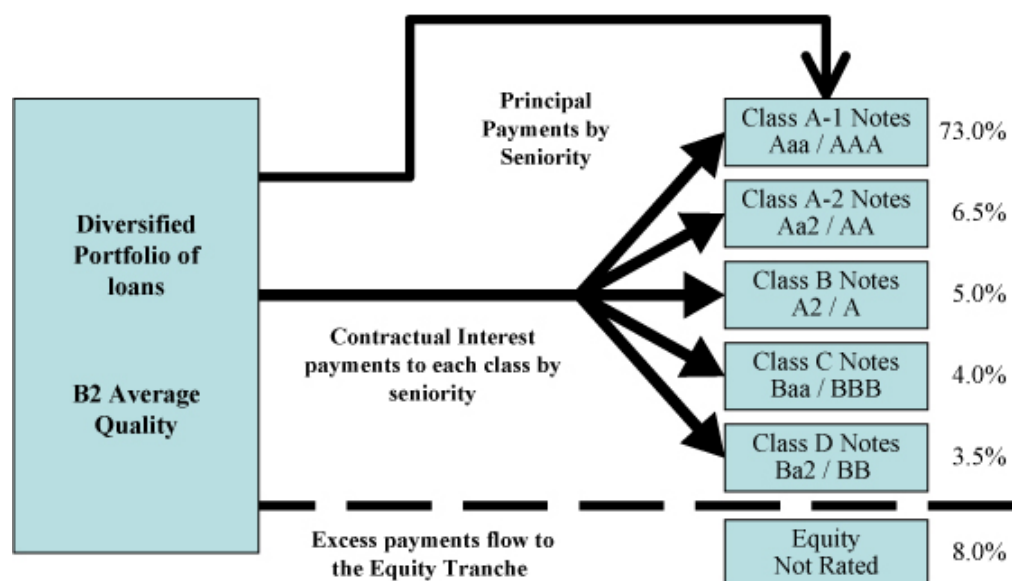 Diversified
Portfolio of
loans
B2 Average
Quality
Principal
Payments by
Seniority
Contractual Interest
payments to each class by
seniority
Excess payments flow to
the Equity Tranche
Class A-1 Notes
Aaa / AAA
73.0%
Class A-2 Notes
Aa2 / AA
6.5%
Class B Notes
A2 / A
5.0%
Class C Notes
Baa / BBB
4.0%
Class D Notes
Ba2 / BB
3.5%
Equity
Not Rated
8.0%